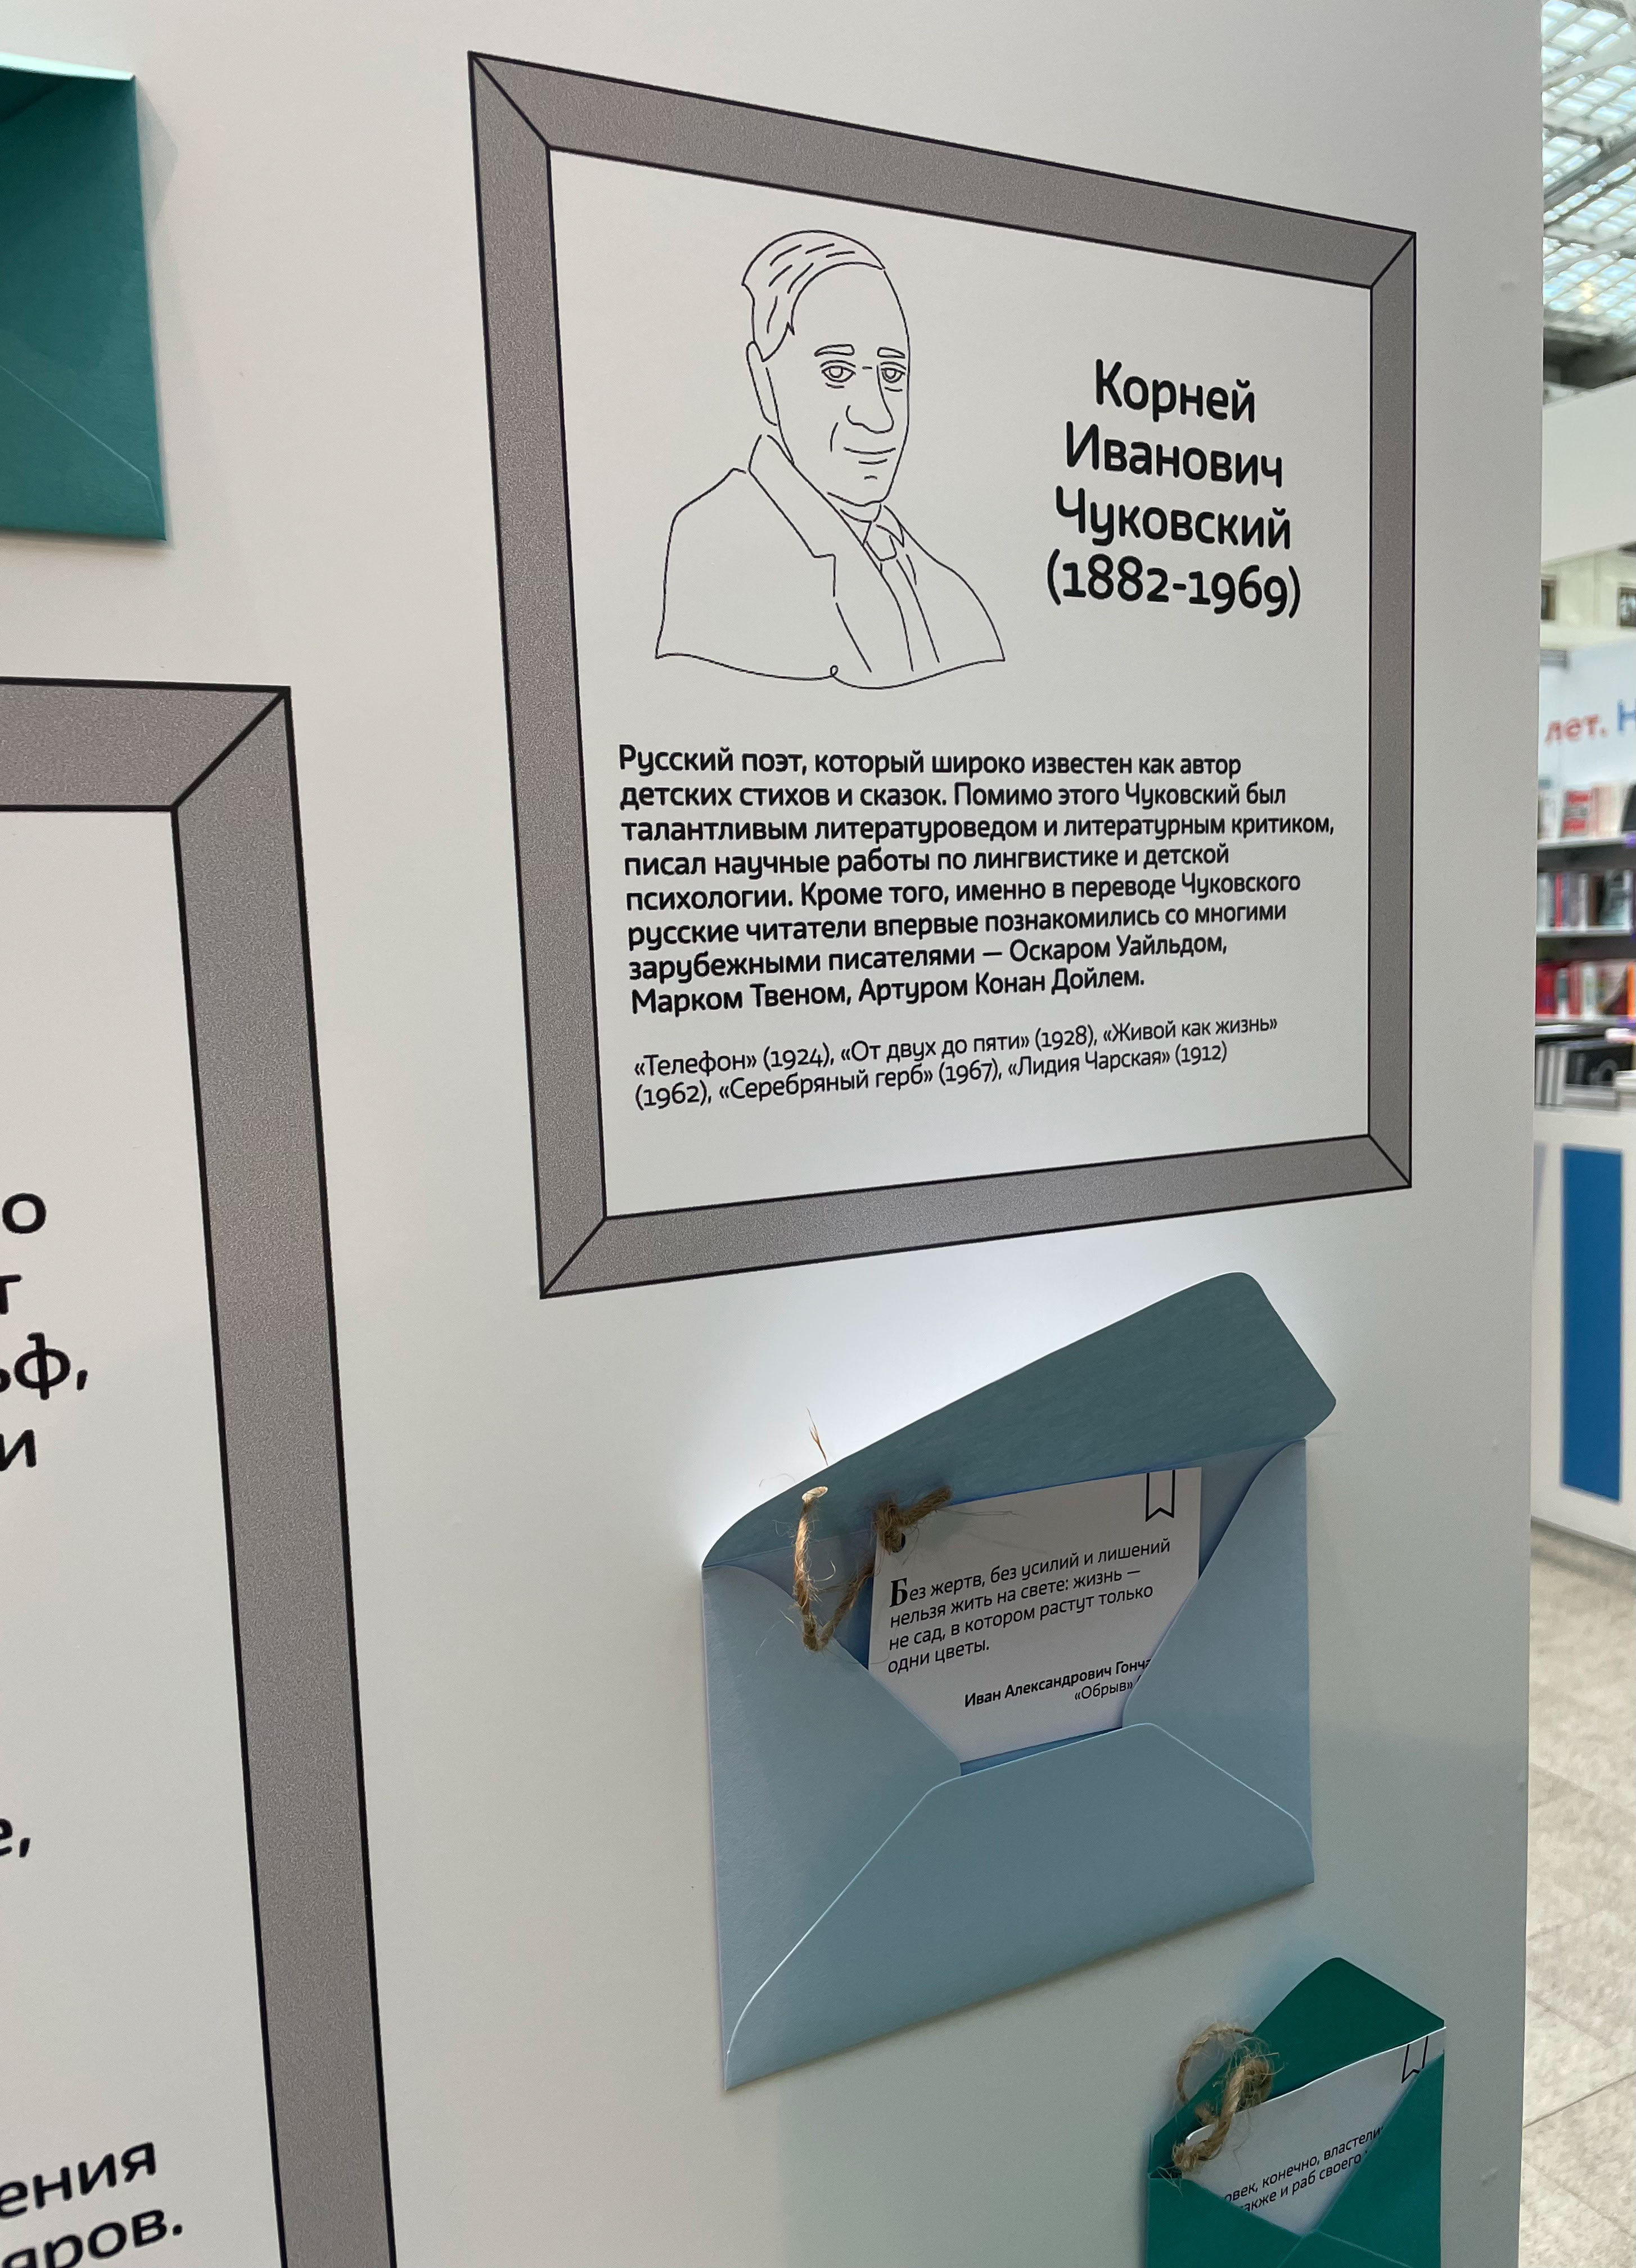 Корней
Иванович
Чуковский
(1882-1969)
Русский поэт, который широко известен как автор
детских стихов и сказок. Помимо этого Чуковский был
талантливым литературоведом и литературным критиком,
писал научные работы по лингвистике и детской
психологии. Кроме того, именно в переводе Чуковского
русские читатели впервые познакомились со многими
зарубежными писателями — Оскаром Уайльдом,
Марком Твеном, Артуром Конан Дойлем.
«Телефон» (1924), «От двух до пяти» (1928), «Живой как жизнь»
(1962), «Серебряный герб» (1967), «Лидия Чарская» (1912)
лет.
Без жертв, без усилий и лишений
нельзя жить на свете: жизнь —
не сад, в котором растут только
одни цветы.
Иван Александрович
«Обрыв»
конечно,
и раб своего